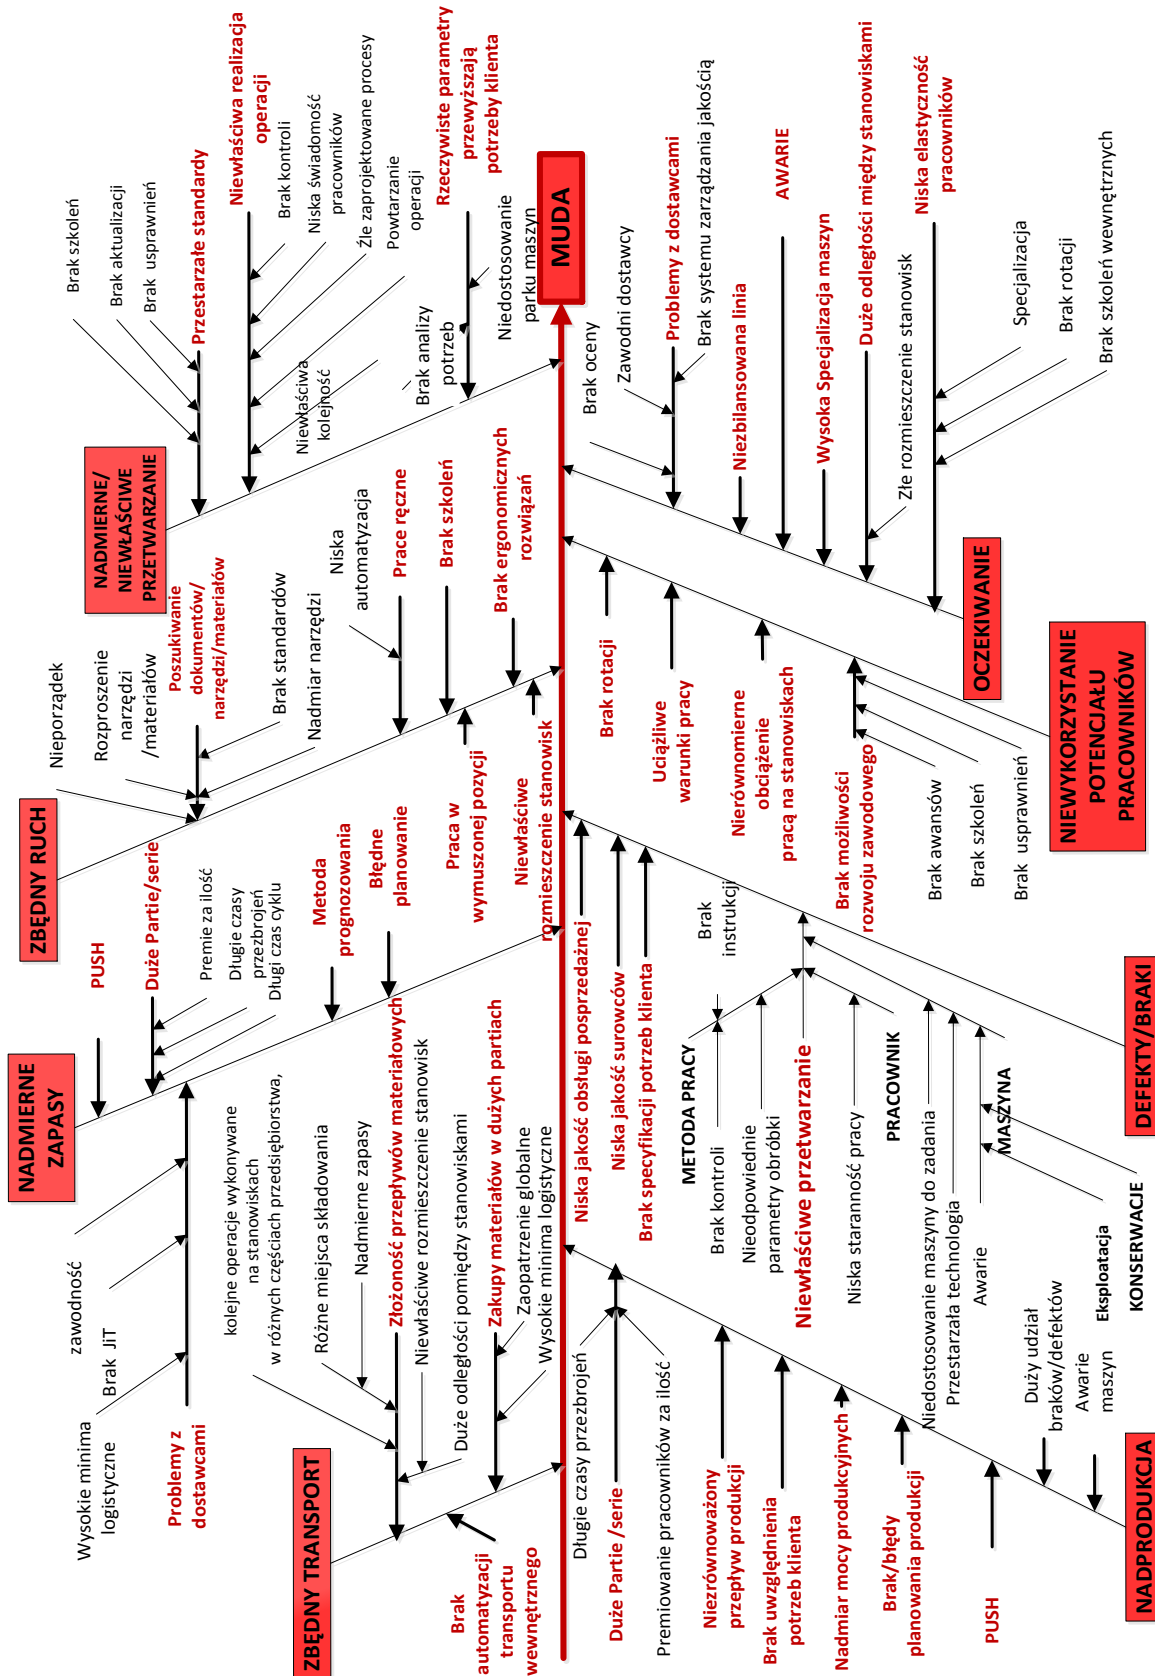 ZBĘDNY TRANSPORT
Brak
automatyzacji
transportu
wewnętrznego
Złożoność przepływów materiałowych
kolejne operacje wykonywane
na stanowiskach
w różnych częściach przedsiębiorstwa,
Różne miejsca składowania
Nadmierne zapasy
Niewłaściwe rozmieszczenie stanowisk
Duże odległości pomiędzy stanowiskami
Zakupy materiałów w dużych partiach
Zaopatrzenie globalne
Wysokie minima logistyczne
NADMIERNE
ZAPASY
PUSH
Duże Partie/serie
Premie za ilość
Długie czasy
przezbrojeń
Długi czas cyklu
Problemy z
dostawcami
Wysokie minima
logistyczne
Brak JiT
zawodność
Metoda
prognozowania
Błędne
planowanie
ZBĘDNY RUCH
Nieporządek
Rozproszenie
narzędzi
/materiałów
Poszukiwanie
dokumentów/
narzędzi/materiałów
Brak standardów
Nadmiar narzędzi
Niska
automatyzacja
Prace ręczne
Brak szkoleń
Brak ergonomicznych
rozwiązań
Praca w
wymuszonej pozycji
Niewłaściwe
rozmieszczenie stanowisk
NADMIERNE/
NIEWŁAŚCIWE
PRZETWARZANIE
Brak szkoleń
Brak aktualizacji
Brak  usprawnień
Przestarzałe standardy
Niewłaściwa realizacja
operacji
Brak kontroli
Niska świadomość
pracowników
Źle zaprojektowane procesy
Powtarzanie
operacji
Niewłaściwa
kolejność
Brak analizy
potrzeb
Rzeczywiste parametry
przewyższają
potrzeby klienta
Niedostosowanie
parku maszyn
MUDA
NADPRODUKCJA
Długie czasy przezbrojeń
Duże Partie /serie
Premiowanie pracowników za ilość
Niezrównoważony
przepływ produkcji
Brak uwzględnienia
potrzeb klienta
Nadmiar mocy produkcyjnych
Brak/błędy
planowania produkcji
PUSH
Duży udział
braków/defektów
Awarie
maszyn
DEFEKTY/BRAKI
Niska jakość obsługi posprzedażnej
Niska jakość surowców
Brak specyfikacji potrzeb klienta
METODA PRACY
Brak
instrukcji
Brak kontroli
Nieodpowiednie
parametry obróbki
Niewłaściwe przetwarzanie
Niska staranność pracy
PRACOWNIK
Niedostosowanie maszyny do zadania
Przestarzała technologia
Awarie
MASZYNA
Eksploatacja
KONSERWACJE
NIEWYKORZYSTANIE
POTENCJAŁU
PRACOWNIKÓW
Brak rotacji
Uciążliwe
warunki pracy
Nierównomierne
obciążenie
pracą na stanowiskach
Brak możliwości
rozwoju zawodowego
Brak awansów
Brak szkoleń
Brak  usprawnień
OCZEKIWANIE
Brak oceny
Zawodni dostawcy
Problemy z dostawcami
Brak systemu zarządzania jakością
Niezbilansowana linia
AWARIE
Wysoka Specjalizacja maszyn
Duże odległości między stanowiskami
Złe rozmieszczenie stanowisk
Niska elastyczność
pracowników
Specjalizacja
Brak rotacji
Brak szkoleń wewnętrznych